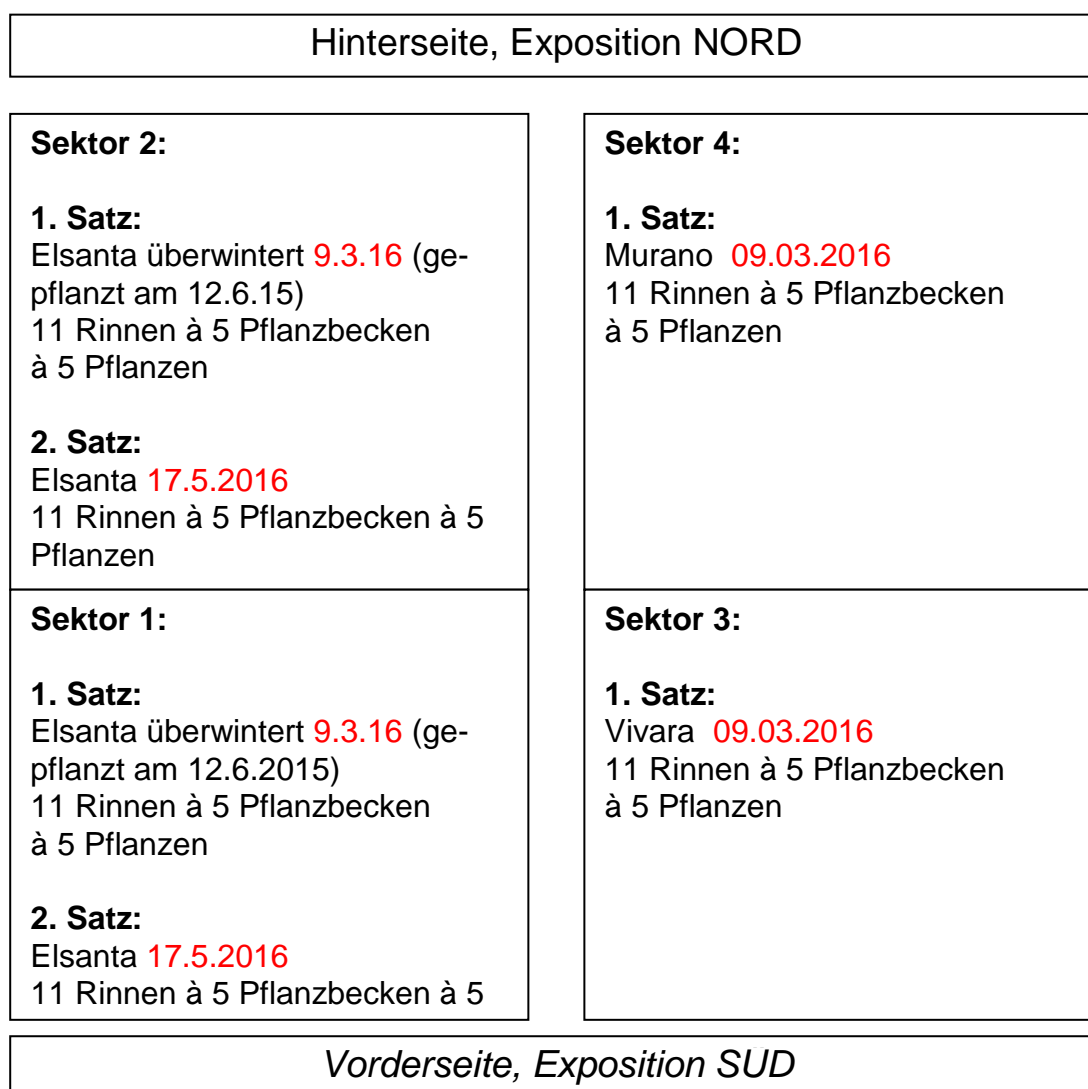 Hinterseite, Exposition NORD
Sektor 2:
1. Satz:
Elsanta überwintert 9.3.16 (ge-
pflanzt am 12.6.15)
11 Rinnen à 5 Pflanzbecken
à 5 Pflanzen
2. Satz:
Elsanta 17.5.2016
11 Rinnen à 5 Pflanzbecken à 5
Pflanzen
Sektor 4:
1. Satz:
Murano 09.03.2016
11 Rinnen à 5 Pflanzbecken
à 5 Pflanzen
Sektor 1:
1. Satz:
Elsanta überwintert 9.3.16 (ge-
pflanzt am 12.6.2015)
11 Rinnen à 5 Pflanzbecken
à 5 Pflanzen
2. Satz:
Elsanta 17.5.2016
11 Rinnen à 5 Pflanzbecken à 5
Sektor 3:
1. Satz:
Vivara 09.03.2016
11 Rinnen à 5 Pflanzbecken
à 5 Pflanzen
Vorderseite, Exposition SÜD